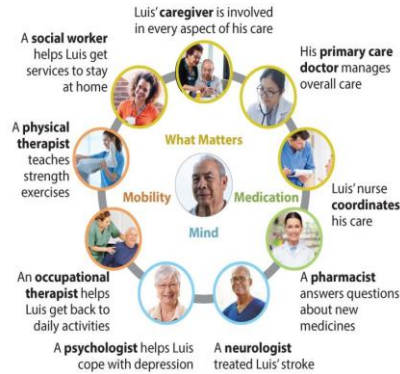 Luis' caregiver is involved
in every aspect of his care
A social worker
helps Luis get
services to stay
at home
His primary care
doctor manages
overall care
A physical
therapist
teaches
strength
exercises
What Matters
Mobility
Medication
Mind
Luis' nurse
coordinates
his care
An occupational
therapist helps
Luis get back to
daily activities
A pharmacist
answers questions
about new
medicines
A psychologist helps Luis
cope with depression
A neurologist
treated Luis' stroke